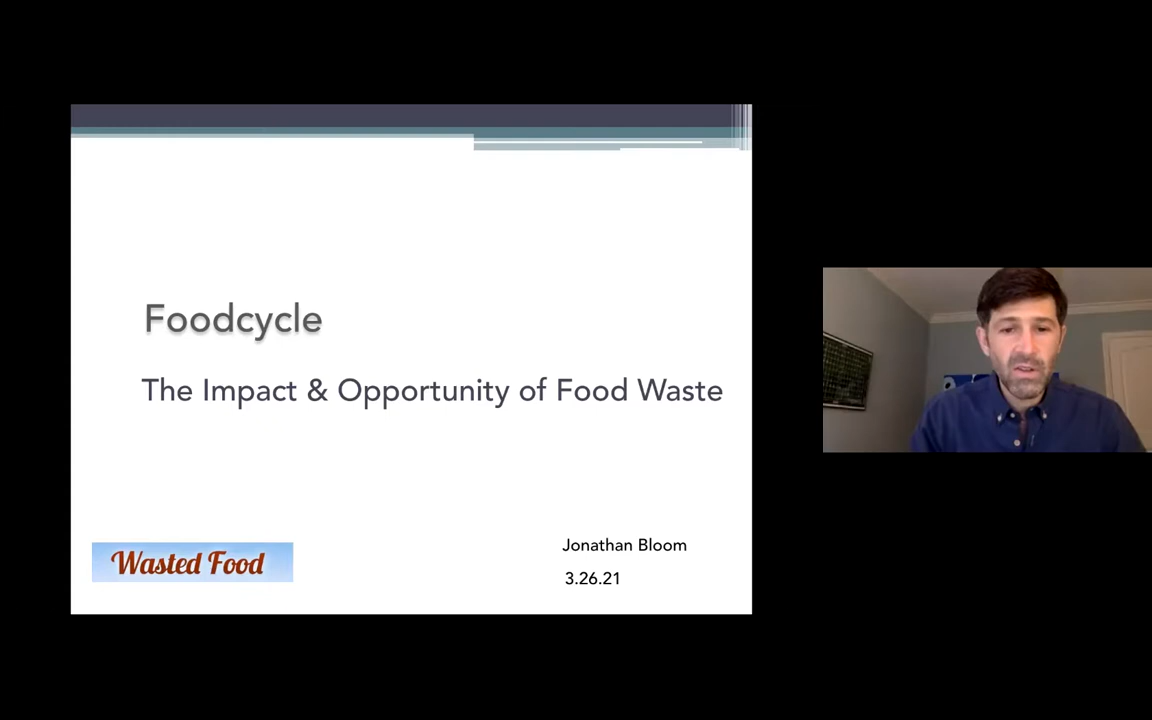 Foodcycle
The Impact & Opportunity of Food Waste
Jonathan Bloom
Wasted Food
3.26.21